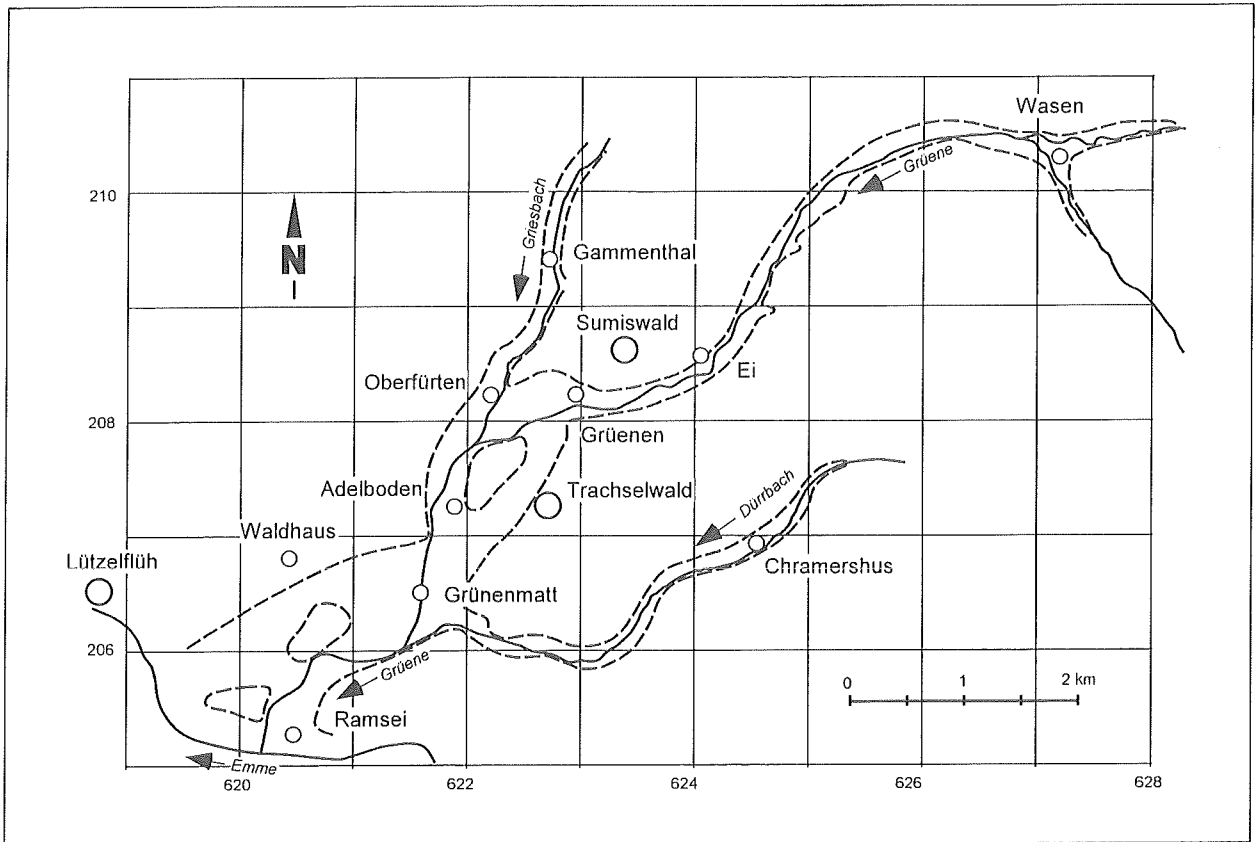 Wasen
Grüene
210
Griesbach
N
Gammenthal
Sumiswald
Ei
Oberfürten
208
Grüenen
Adelboden
Trachselwald
Dürrbach
Waldhaus
Lützelflüh
Chramershus
Grünenmatt
206
Grüene
0 1 2 km
Ramsei
Emme
620 622 624 626 628